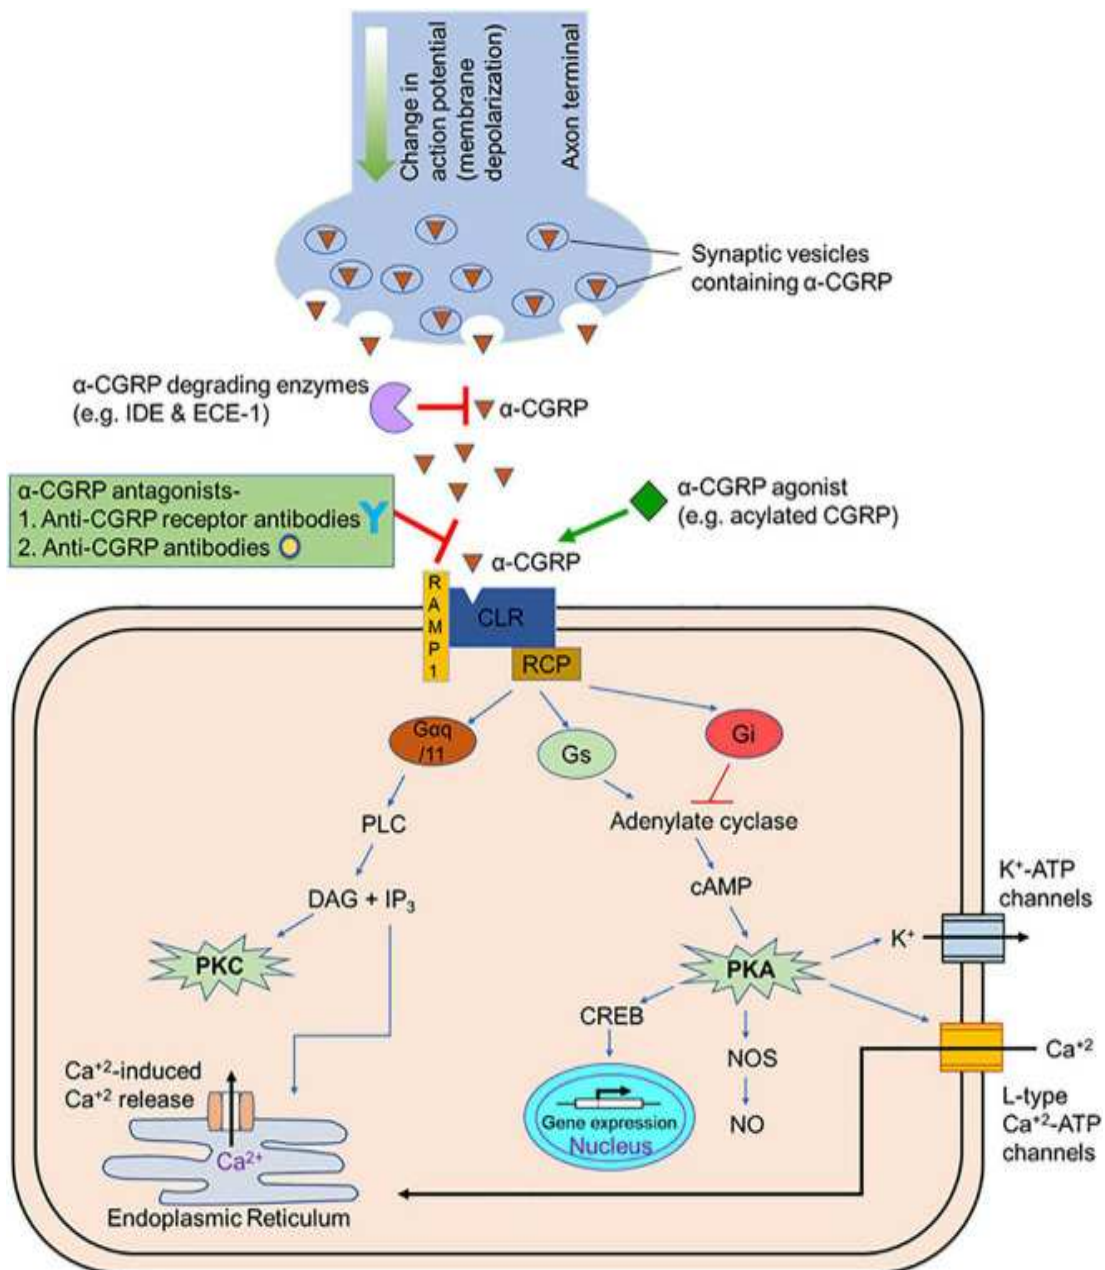 Change in
action potential
(membrane
depolarization)
Axon terminal
Synaptic vesicles
containing α-CGRP
α-CGRP degrading enzymes
(e.g. IDE & ECE-1)
α-CGRP
α-CGRP antagonists-
1. Anti-CGRP receptor antibodies
2. Anti-CGRP antibodies
α-CGRP agonist
(e.g. acylated CGRP)
α-CGRP
RAMP1
CLR
RCP
Gαq
/11
Gs
Gi
PLC
Adenylate cyclase
DAG + IP₃
cAMP
K⁺-ATP
channels
K⁺
PKC
PKA
CREB
NOS
NO
Ca⁺²
L-type
Ca⁺²-ATP
channels
Ca⁺²-induced
Ca⁺² release
Ca²⁺
Endoplasmic Reticulum
Gene expression
Nucleus